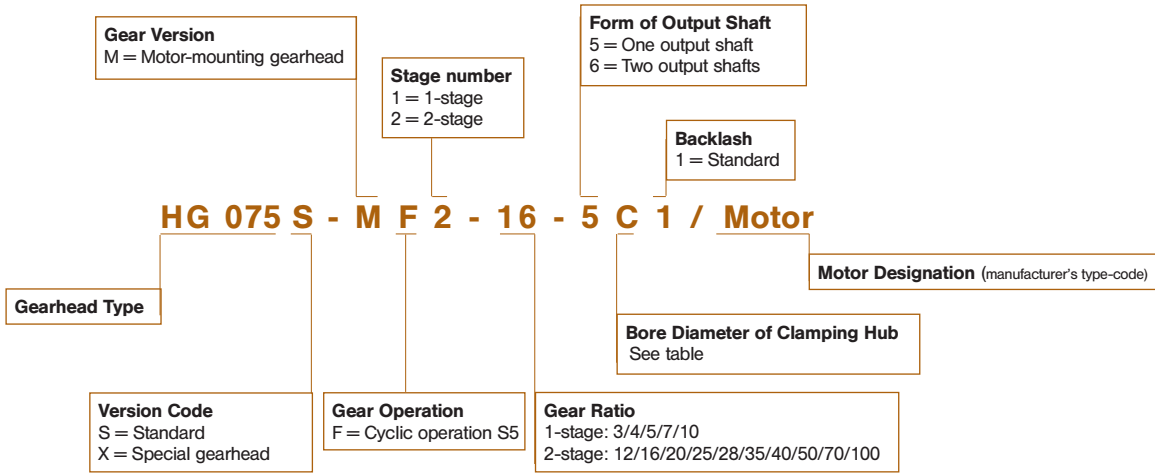 Gear Version
M = Motor-mounting gearhead
Form of Output Shaft
5 = One output shaft
6 = Two output shafts
Stage number
1 = 1-stage
2 = 2-stage
Backlash
1 = Standard
HG 075 S - M F 2 - 16 - 5 C 1 / Motor
Motor Designation (manufacturer's type-code)
Gearhead Type
Bore Diameter of Clamping Hub
See table
Version Code
S = Standard
X = Special gearhead
Gear Operation
F = Cyclic operation S5
Gear Ratio
1-stage: 3/4/5/7/10
2-stage: 12/16/20/25/28/35/40/50/70/100